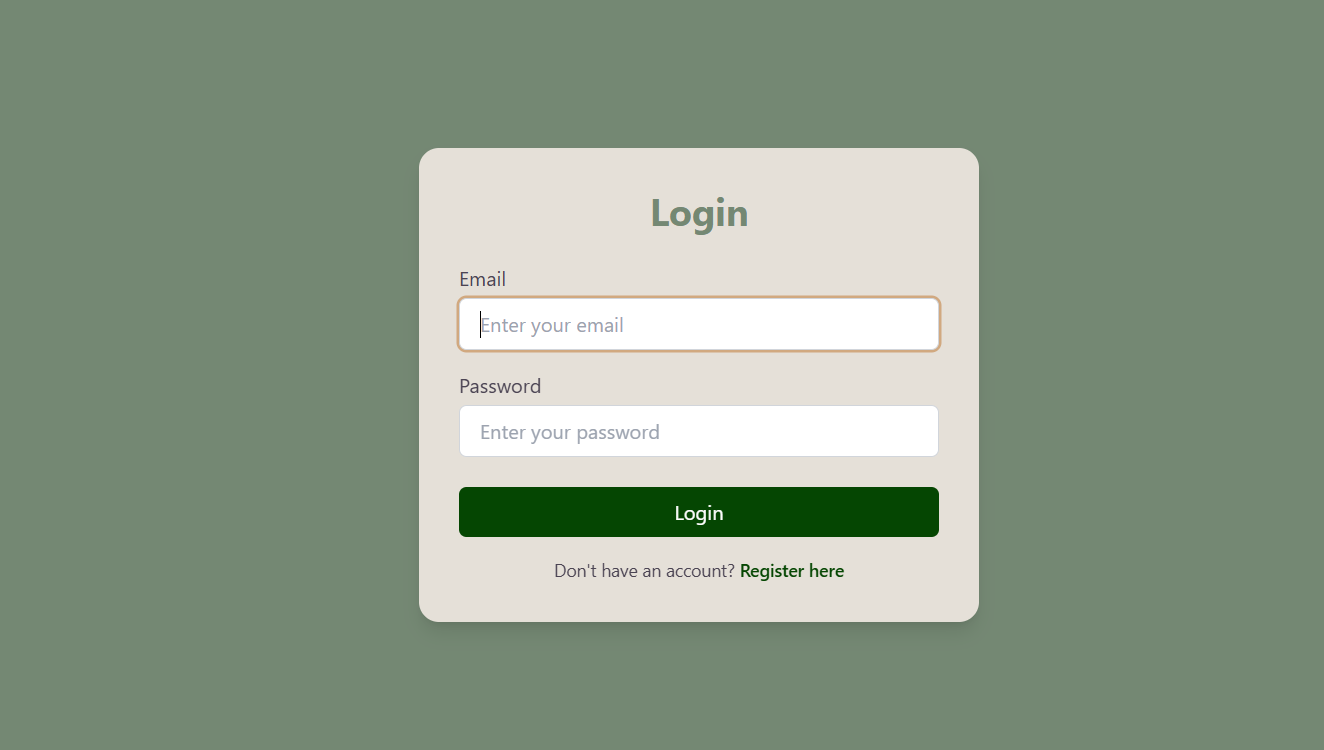 Login
Email
Enter your email
Password
Enter your password
Login
Don't have an account? Register here